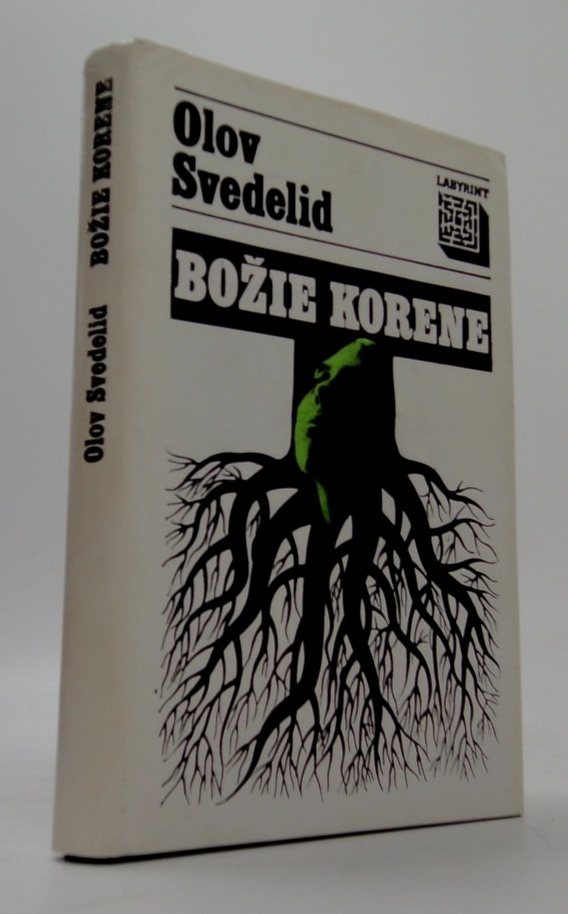 Olov
Svedelid
LABYRINT
BOŽIE KORENE
Olov Svedelid BOŽIE KORENE